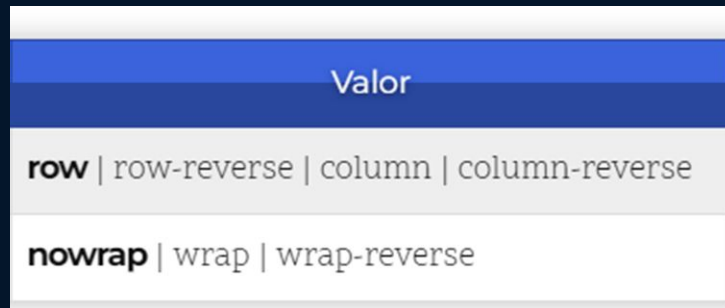 Valor
row | row-reverse | column | column-reverse
nowrap | wrap | wrap-reverse